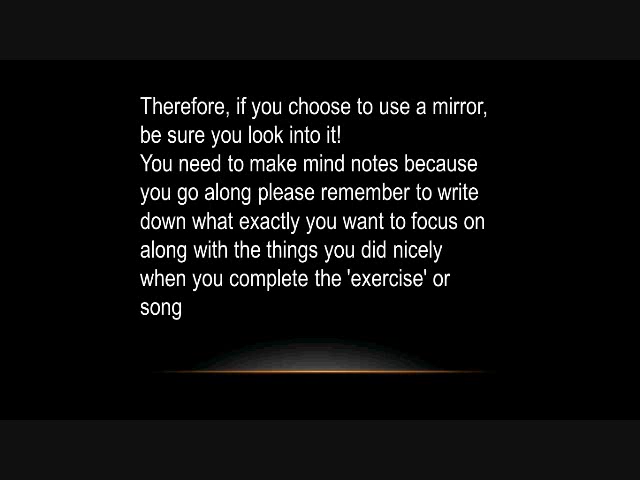 Therefore, if you choose to use a mirror,
be sure you look into it!
You need to make mind notes because
you go along please remember to write
down what exactly you want to focus on
along with the things you did nicely
when you complete the 'exercise' or
song